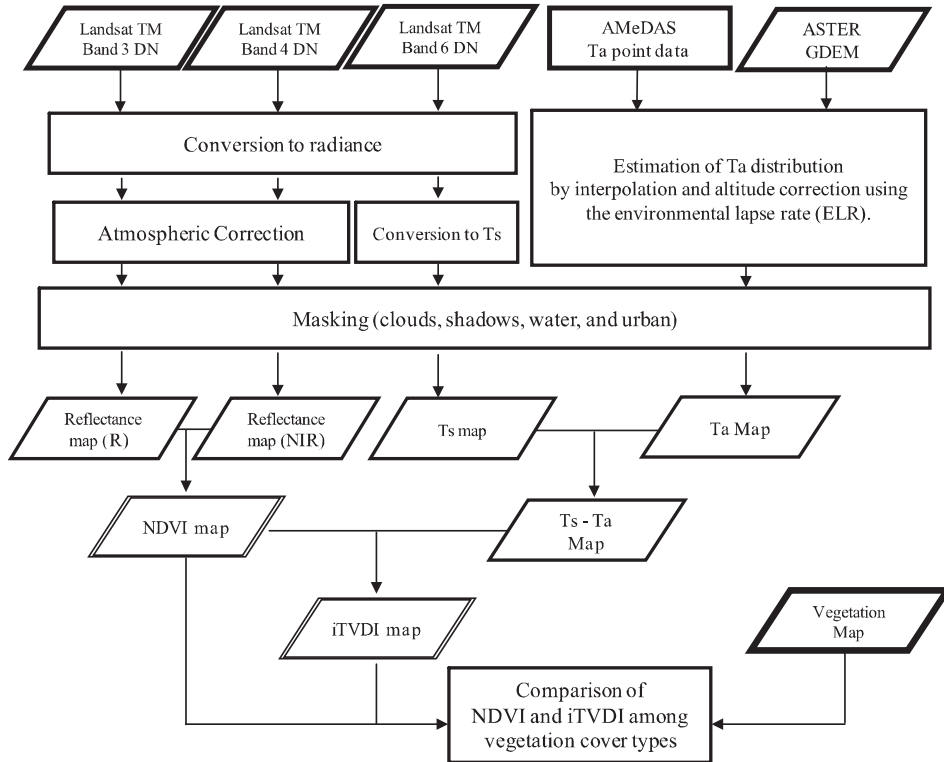 Landsat TM
Band 3 DN
Landsat TM
Band 4 DN
Landsat TM
Band 6 DN
AMeDAS
Ta point data
ASTER
GDEM
Conversion to radiance
Estimation of Ta distribution
by interpolation and altitude correction using
the environmental lapse rate (ELR).
Atmospheric Correction
Conversion to Ts
Masking (clouds, shadows, water, and urban)
Reflectance
map (R)
Reflectance
map (NIR)
Ts map
Ta Map
NDVI map
Ts - Ta
Map
iTVDI map
Vegetation
Map
Comparison of
NDVI and iTVDI among
vegetation cover types